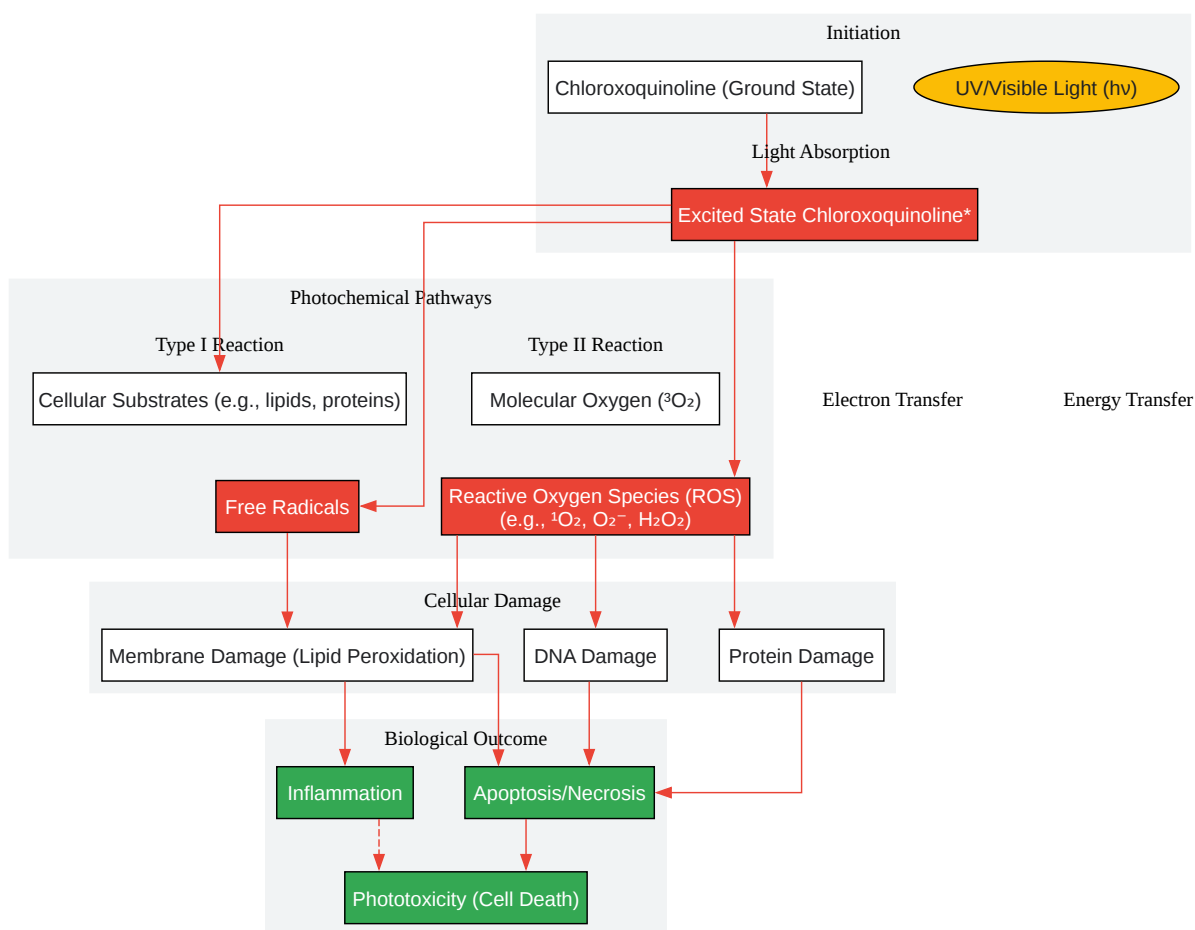 Initiation
Chloroxoquinoline (Ground State)
UV/Visible Light (hν)
Light Absorption
Excited State Chloroxoquinoline*
Photochemical Pathways
Type I Reaction
Type II Reaction
Cellular Substrates (e.g., lipids, proteins)
Molecular Oxygen (³O₂)
Electron Transfer
Energy Transfer
Free Radicals
Reactive Oxygen Species (ROS)
(e.g., ¹O₂, O₂⁻, H₂O₂)
Cellular Damage
Membrane Damage (Lipid Peroxidation)
DNA Damage
Protein Damage
Biological Outcome
Inflammation
Apoptosis/Necrosis
Phototoxicity (Cell Death)